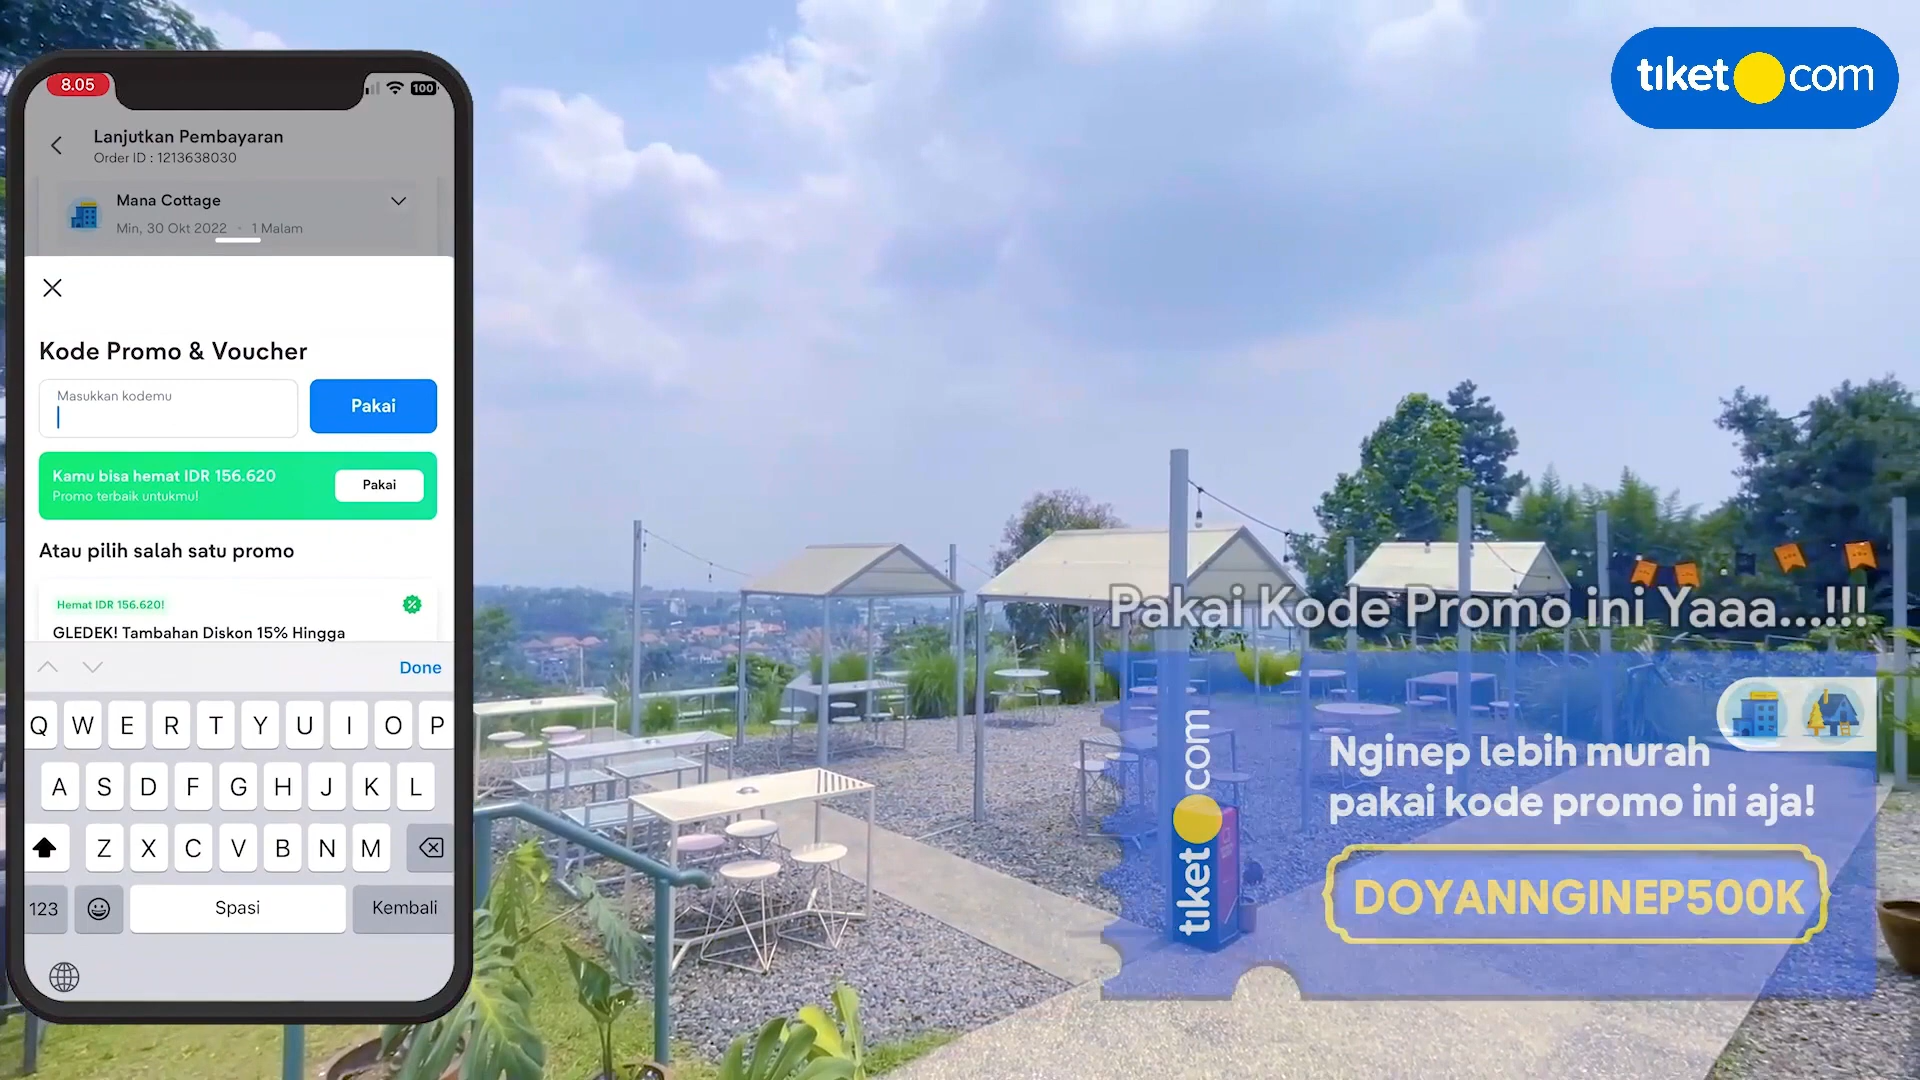 8.05
100
Lanjutkan Pembayaran
Order ID : 1213638030
Mana Cottage
Min, 30 Okt 2022 - 1 Malam
Kode Promo & Voucher
Masukkan kodemu
Pakai
Kamu bisa hemat IDR 156.620
Promo terbaik untukmu!
Pakai
Atau pilih salah satu promo
Hemat IDR 156.620!
GLEDEK! Tambahan Diskon 15% Hingga
Done
Q W E R T Y U I O P
A S D F G H J K L
Z X C V B N M
123 Spasi Kembali
tiket.com
Pakai Kode Promo ini Yaaa...!!!
tiket.com
Nginep lebih murah
pakai kode promo ini aja!
DOYANNGINEP500K